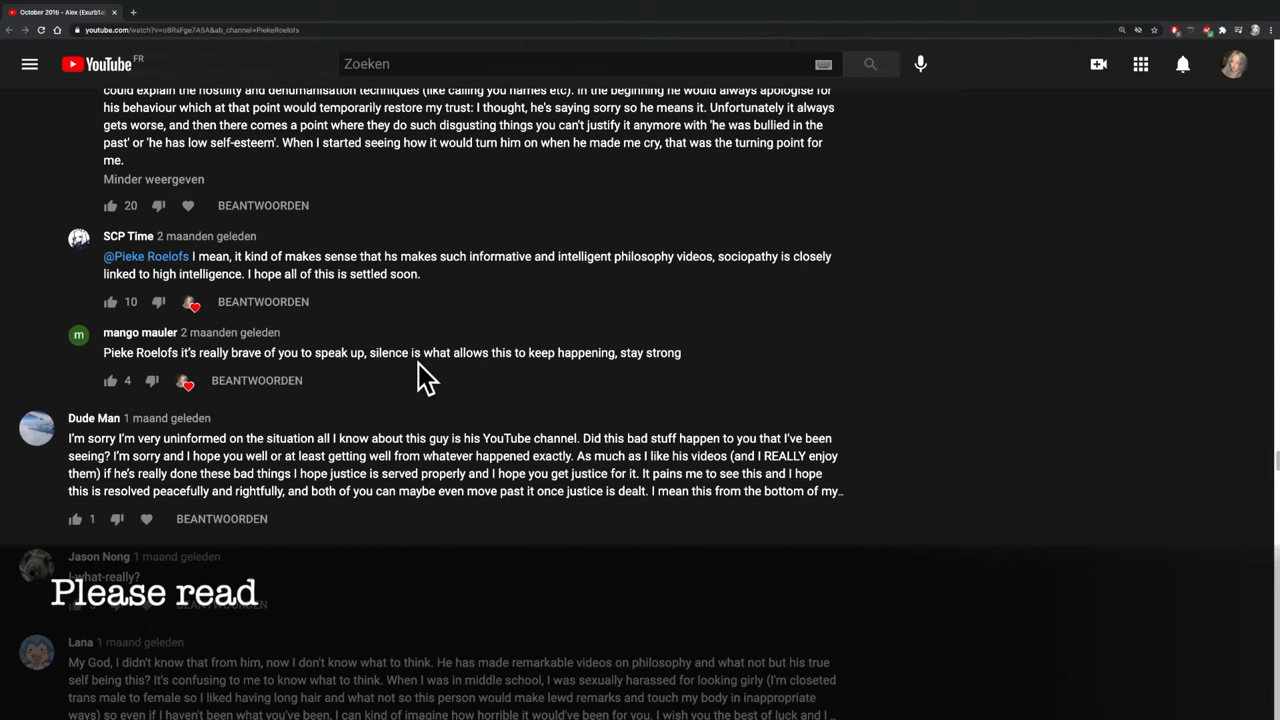 October 2016 - Alex (Exurb1a
youtube.com/watch?v=oBRsFge7A5A&ab_channel=PiekeRoelofs
YouTube FR
Zoeken
could explain the hostility and dehumanisation techniques (like calling you names etc). In the beginning he would always apologise for
his behaviour which at that point would temporarily restore my trust: I thought, he's saying sorry so he means it. Unfortunately it always
gets worse, and then there comes a point where they do such disgusting things you can't justify it anymore with 'he was bullied in the
past' or 'he has low self-esteem'. When I started seeing how it would turn him on when he made me cry, that was the turning point for
me.
Minder weergeven
20 BEANTWOORDEN
SCP Time 2 maanden geleden
@Pieke Roelofs I mean, it kind of makes sense that hs makes such informative and intelligent philosophy videos, sociopathy is closely
linked to high intelligence. I hope all of this is settled soon.
10 BEANTWOORDEN
m
mango mauler 2 maanden geleden
Pieke Roelofs it's really brave of you to speak up, silence is what allows this to keep happening, stay strong
4 BEANTWOORDEN
Dude Man 1 maand geleden
I'm sorry I'm very uninformed on the situation all I know about this guy is his YouTube channel. Did this bad stuff happen to you that I've been
seeing? I'm sorry and I hope you well or at least getting well from whatever happened exactly. As much as I like his videos (and I REALLY enjoy
them) if he's really done these bad things I hope justice is served properly and I hope you get justice for it. It pains me to see this and I hope
this is resolved peacefully and rightfully, and both of you can maybe even move past it once justice is dealt. I mean this from the bottom of my...
1 BEANTWOORDEN
Jason Nong 1 maand geleden
I-what-really?
Please read
BEANTWOORDEN
Lana 1 maand geleden
My God, I didn't know that from him, now I don't know what to think. He has made remarkable videos on philosophy and what not but his true
self being this? It's confusing to me to know what to think. When I was in middle school, I was sexually harassed for looking girly (I'm closeted
trans male to female so I liked having long hair and what not so this person would make lewd remarks and touch my body in inappropriate
ways) so even if I haven't been what you've been, I can kind of imagine how horrible it would've been for you. I wish you the best of luck and I...